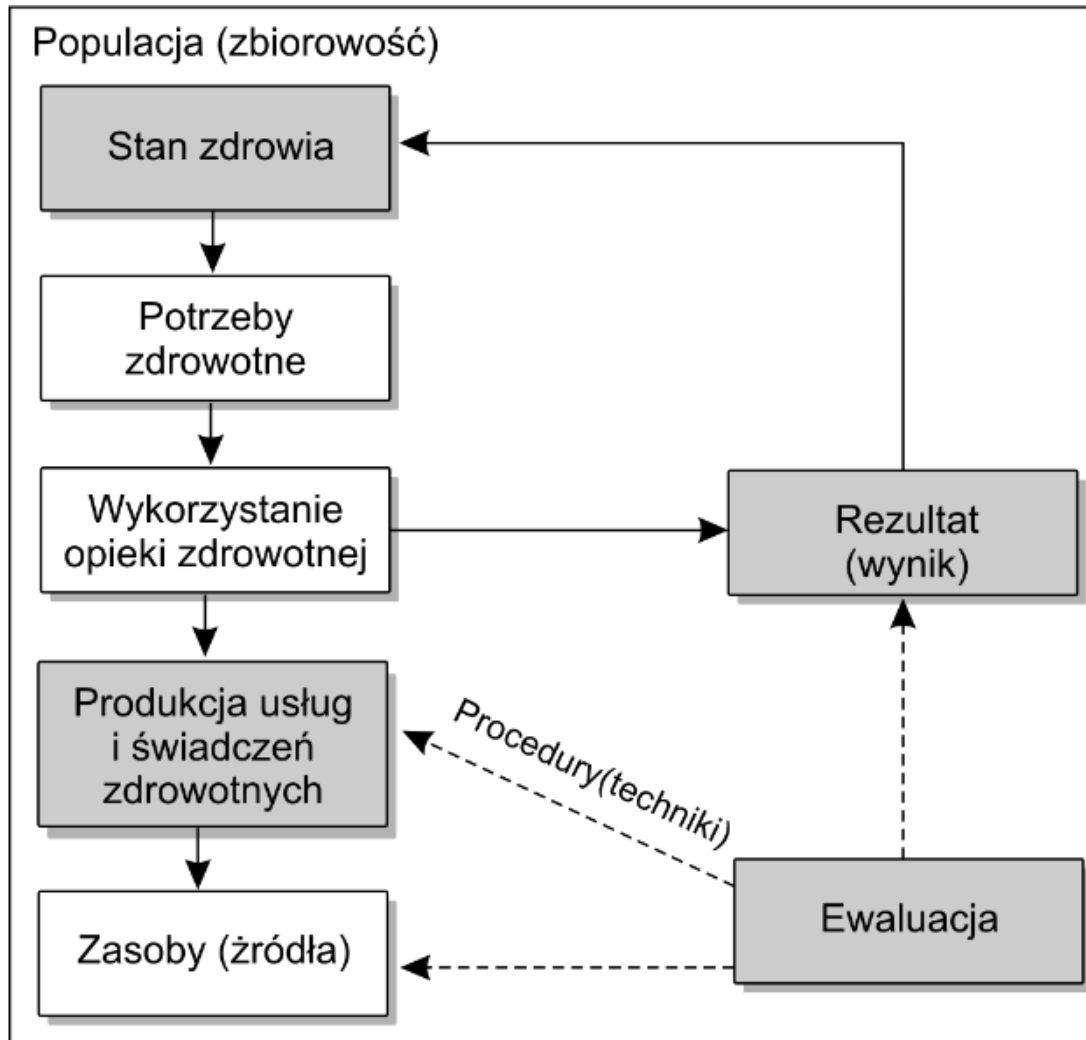 Populacja (zbiorowość)
Stan zdrowia
Potrzeby
zdrowotne
Wykorzystanie
opieki zdrowotnej
Rezultat
(wynik)
Produkcja usług
i świadczeń
zdrowotnych
Procedury(techniki)
Ewaluacja
Zasoby (żródła)